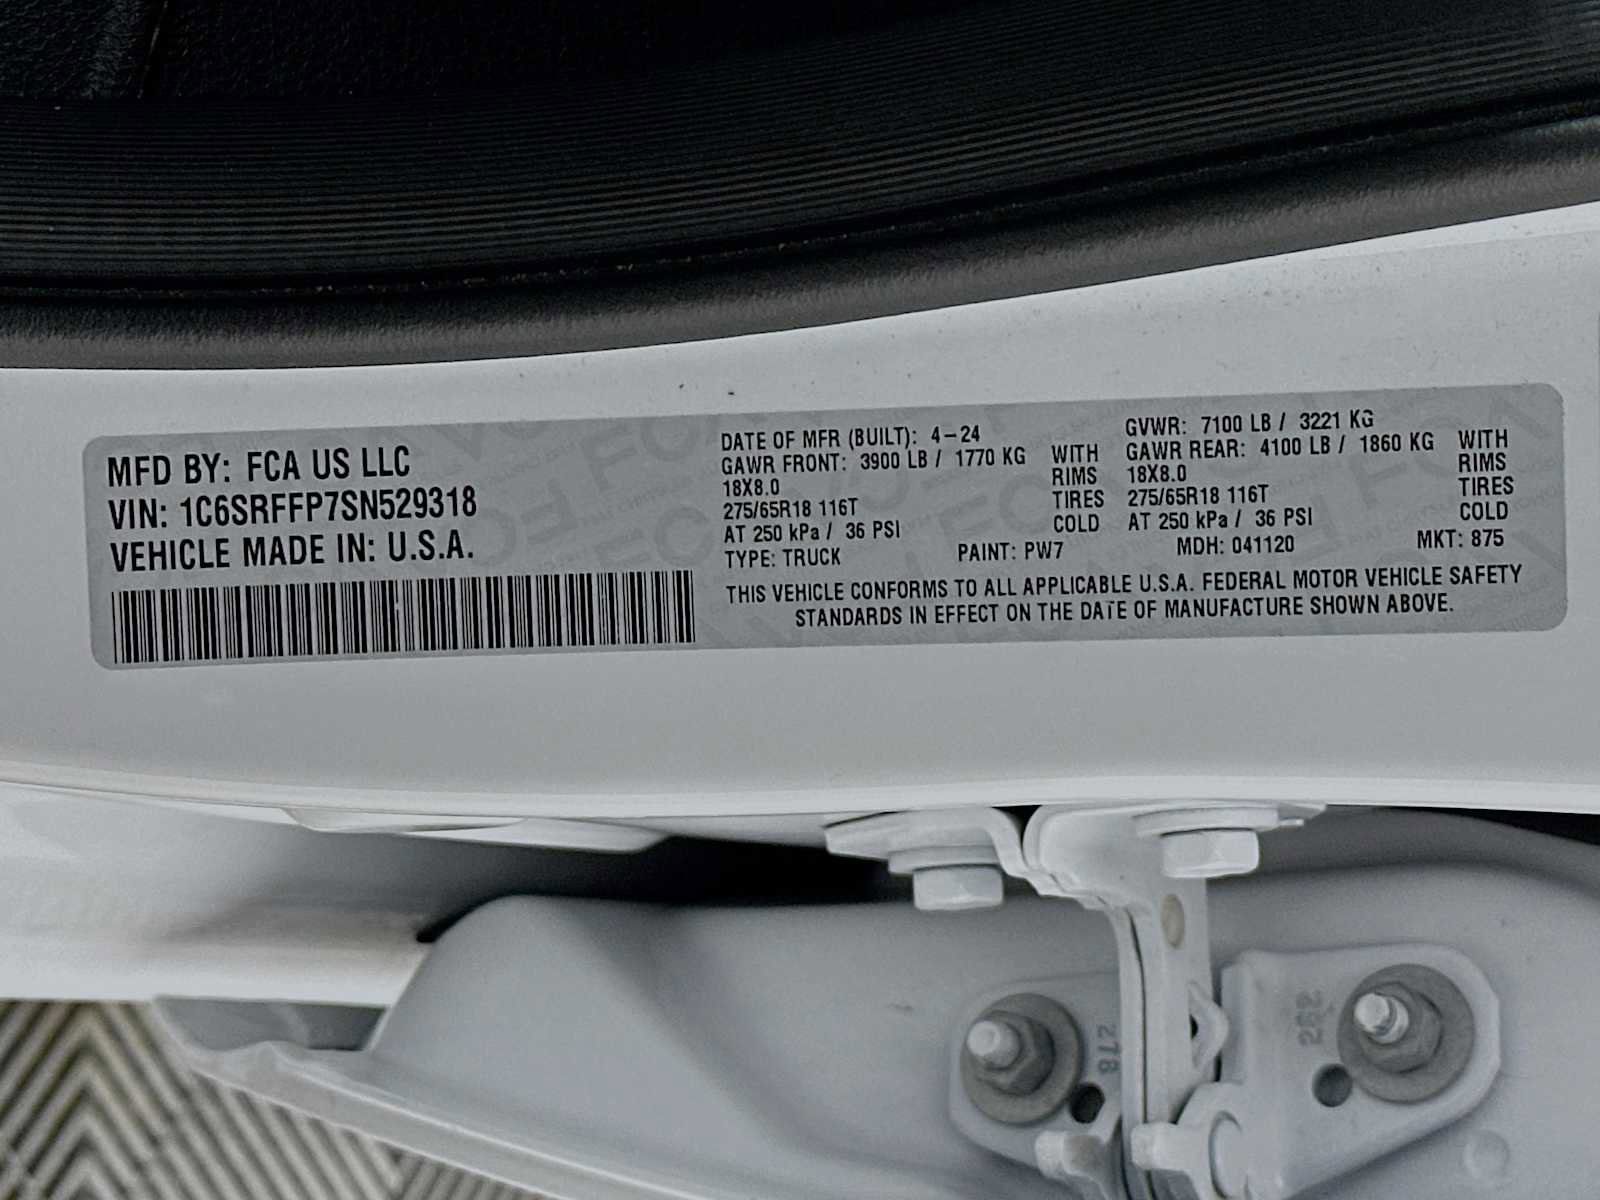 MFD BY: FCA US LLC
VIN: 1C6SRFFP7SN529318
VEHICLE MADE IN: U.S.A.
DATE OF MFR (BUILT): 4-24
GAWR FRONT: 3900 LB / 1770 KG WITH
18X8.0 RIMS
275/65R18 116T TIRES
AT 250 kPa / 36 PSI COLD
GVWR: 7100 LB / 3221 KG
GAWR REAR: 4100 LB / 1860 KG WITH
18X8.0 RIMS
275/65R18 116T TIRES
AT 250 kPa / 36 PSI COLD
TYPE: TRUCK PAINT: PW7 MDH: 041120 MKT: 875
THIS VEHICLE CONFORMS TO ALL APPLICABLE U.S.A. FEDERAL MOTOR VEHICLE SAFETY
STANDARDS IN EFFECT ON THE DATE OF MANUFACTURE SHOWN ABOVE.
278